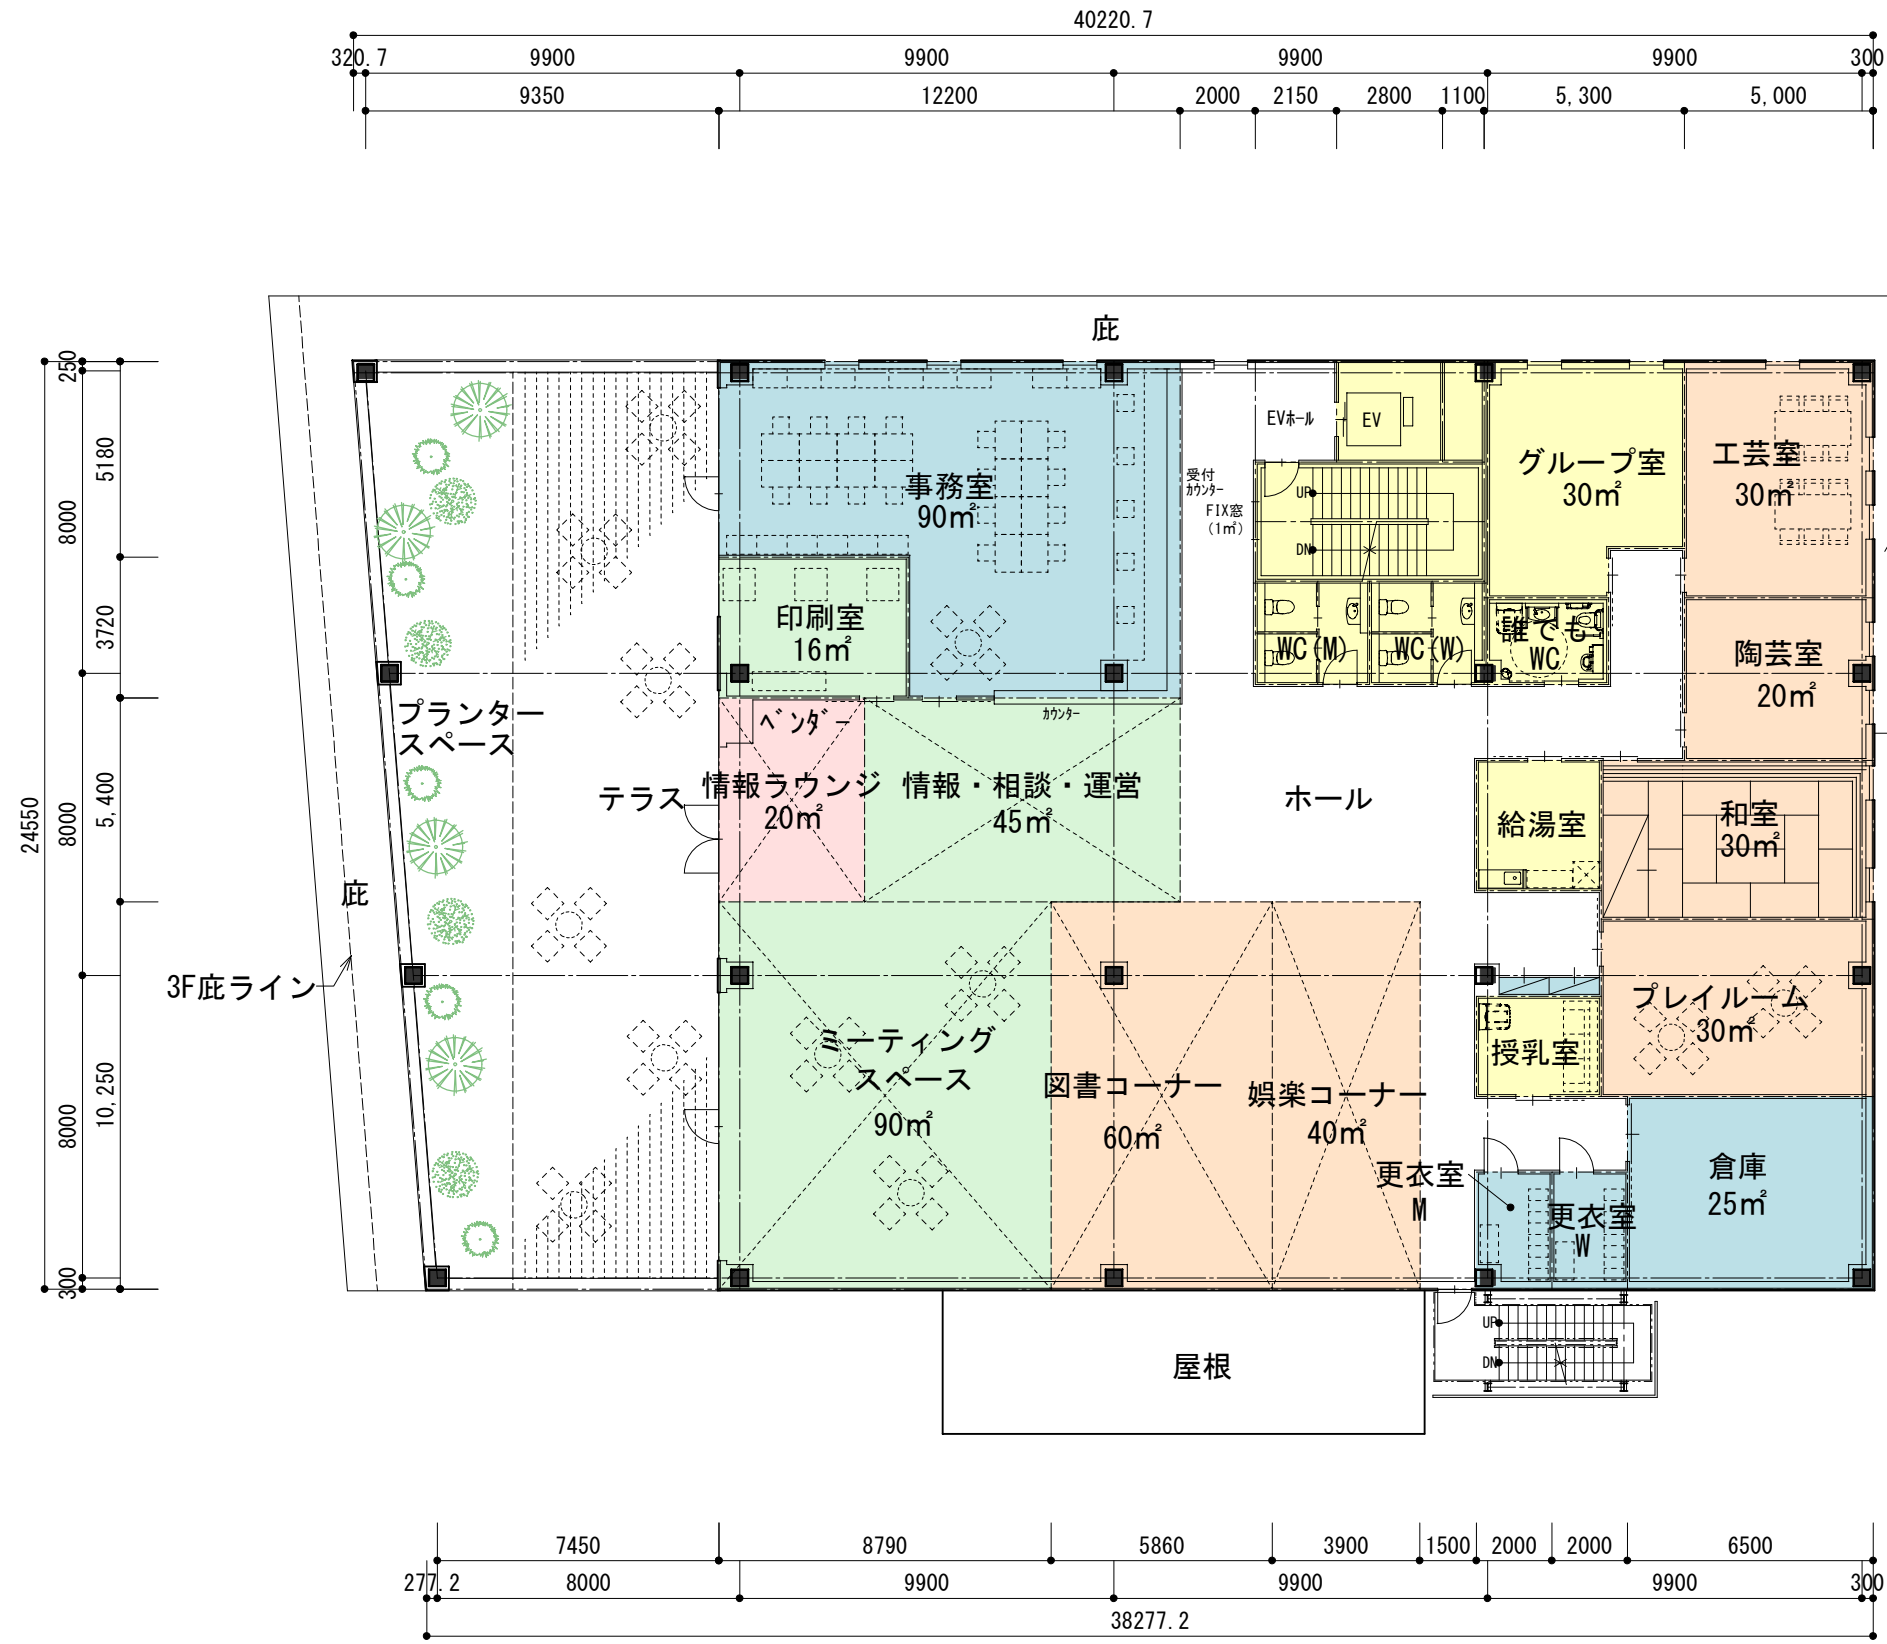 40220.7
320.7 9900 9900 9900 9900 300
9350 12200 2000 2150 2800 1100 5,300 5,000
庇
250
5180
8000
3720
24550
8000
5,400
8000
10,250
300
EVホール
EV
受付
カウンター
FIX窓
(1㎡)
UP
DN
事務室
90㎡
グループ室
30㎡
工芸室
30㎡
印刷室
16㎡
WC(M)
WC(W)
誰でも
WC
陶芸室
20㎡
プランター
スペース
カウンター
ベンダー
テラス
情報ラウンジ
20㎡
情報・相談・運営
45㎡
ホール
給湯室
和室
30㎡
庇
3F庇ライン
ミーティング
スペース
90㎡
図書コーナー
60㎡
娯楽コーナー
40㎡
プレイルーム
30㎡
授乳室
更衣室
M
更衣室
W
倉庫
25㎡
UP
DN
屋根
7450 8790 5860 3900 1500 2000 2000 6500
277.2 8000 9900 9900 9900 300
38277.2